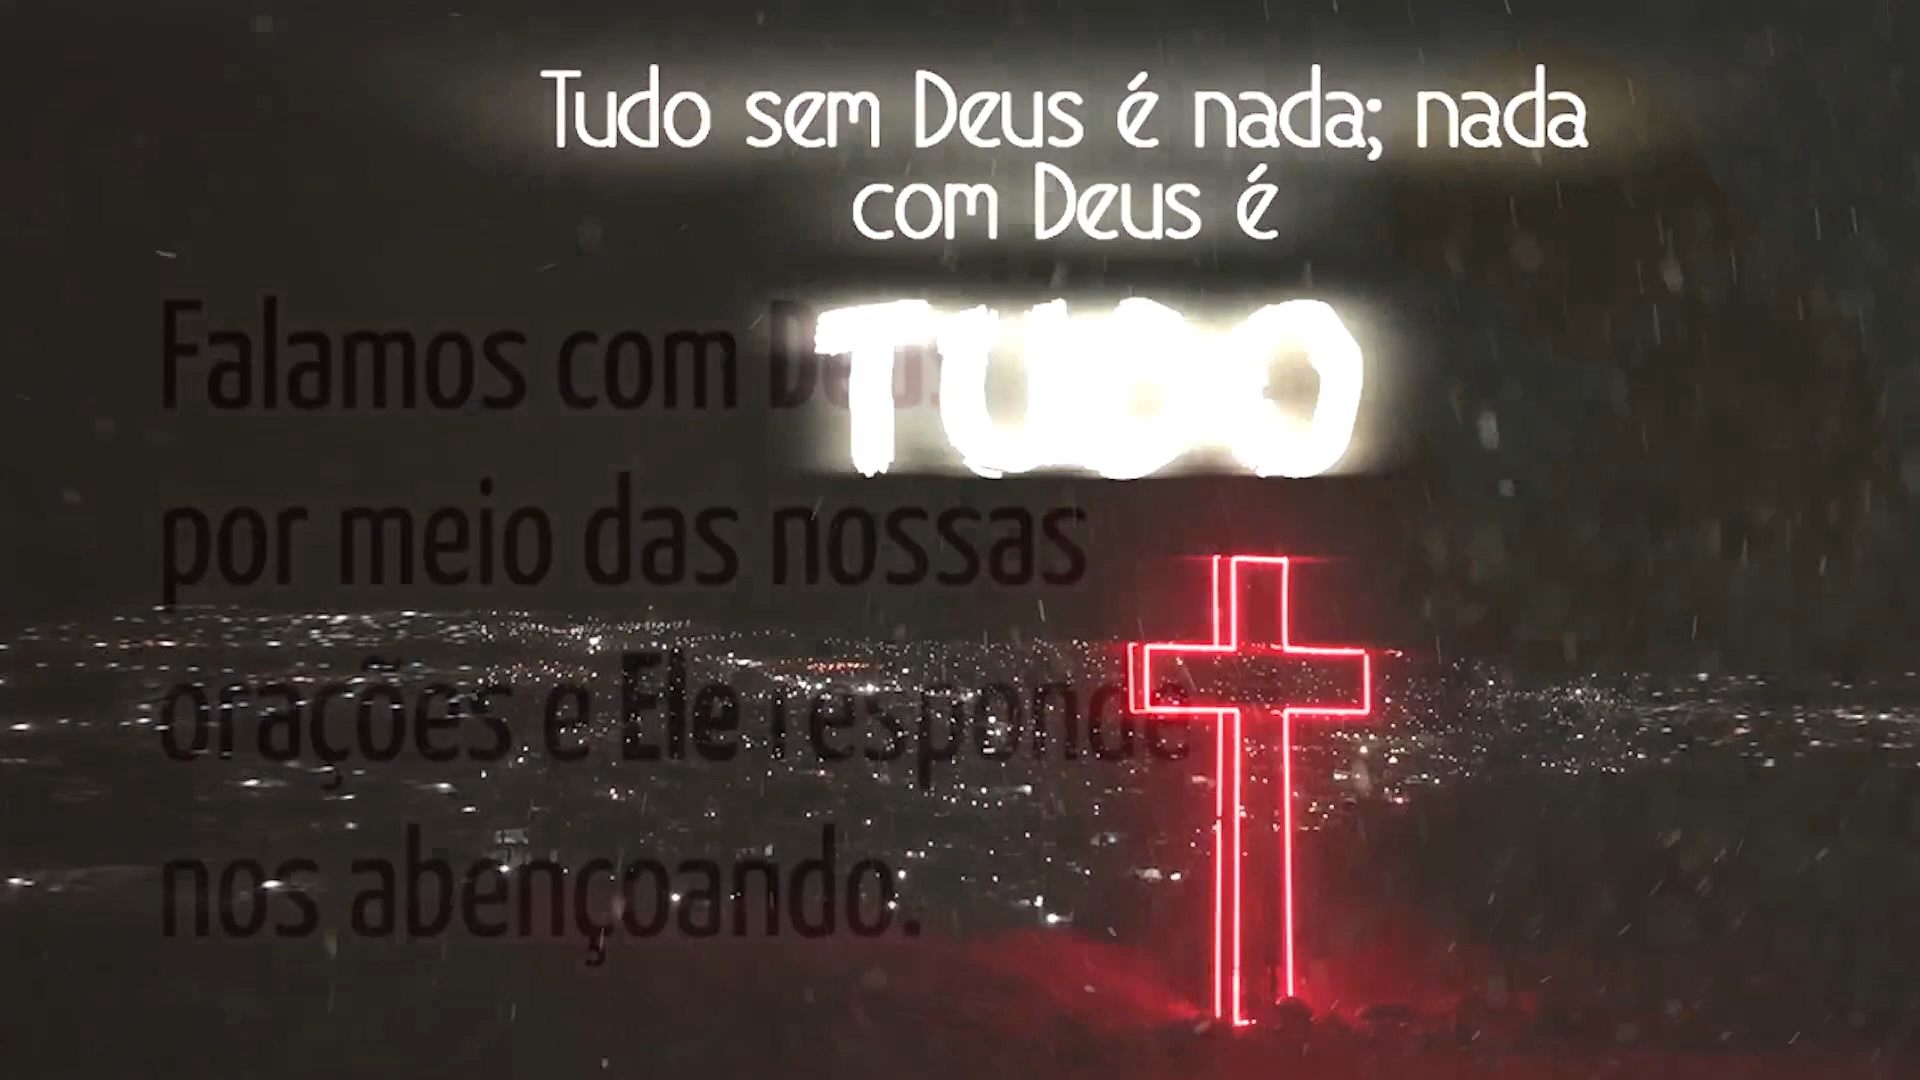 Tudo sem Deus é nada; nada
com Deus é
TUDO
Falamos com Deus
por meio das nossas
orações e Ele responde
nos abençoando.